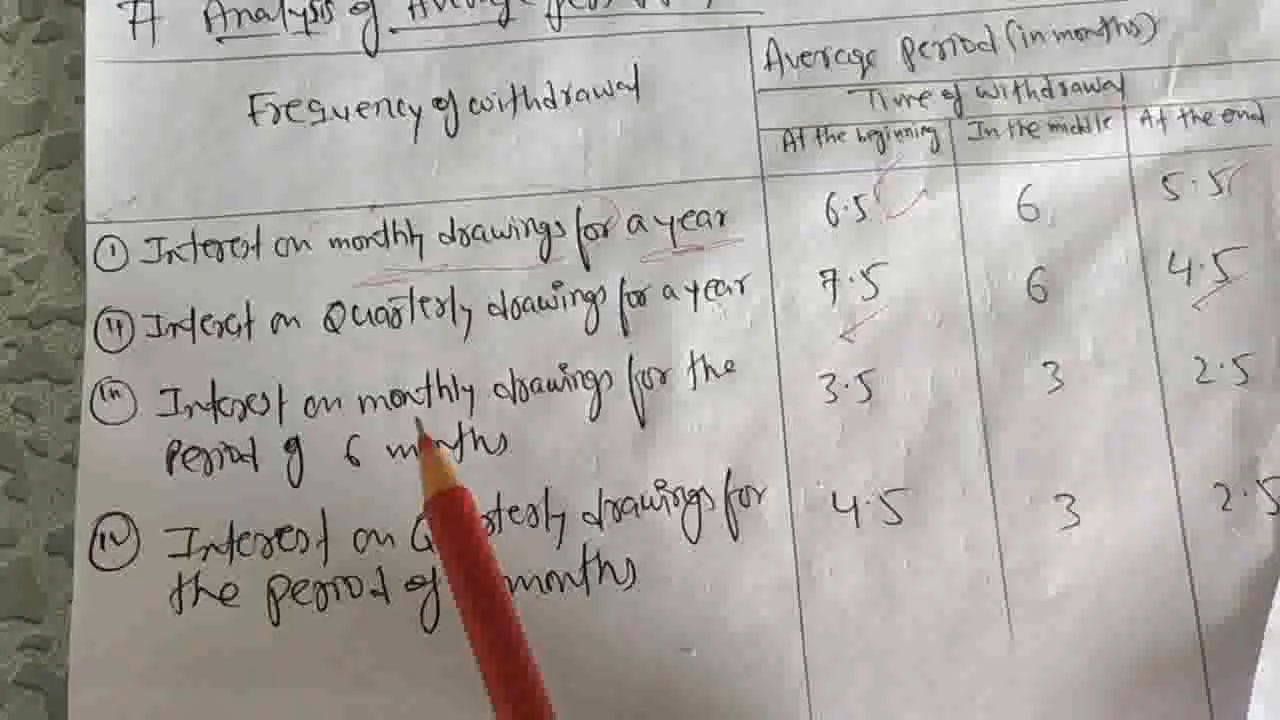 Analysis of Average
Frequency of withdrawal
Average period (in months)
Time of withdrawal
At the beginning In the middle At the end
(i) Interest on monthly drawings for a year 6.5 6 5.5
(ii) Interest on Quarterly drawings for a year 7.5 6 4.5
(iii) Interest on monthly drawings for the 3.5 3 2.5
period of 6 months
(iv) Interest on drawings for 4.5 3 2.5
the period of months